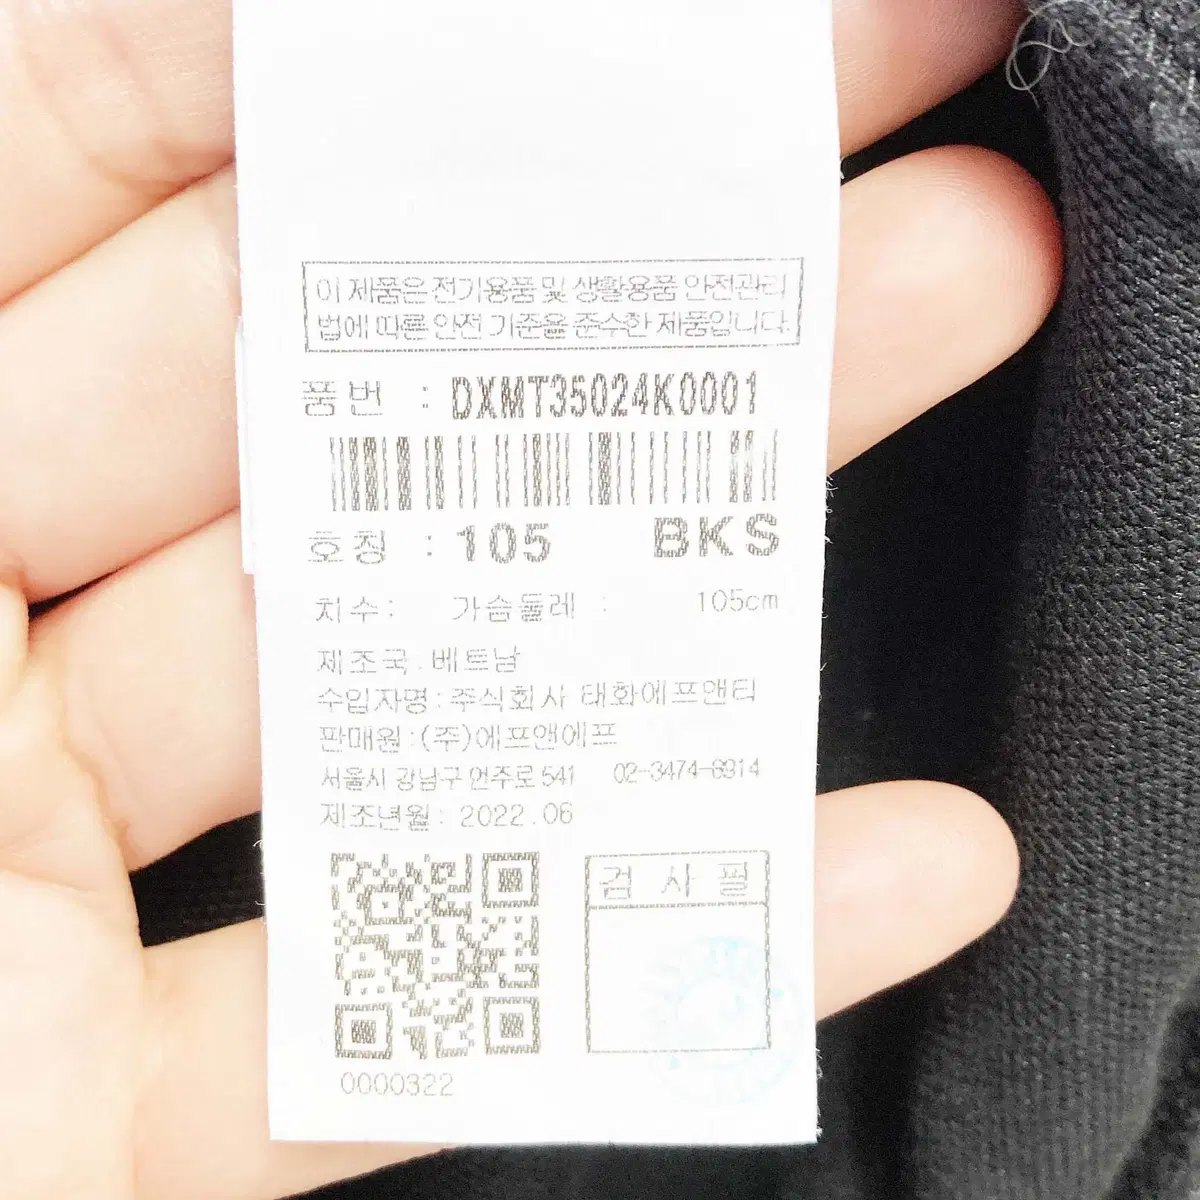 이 제품은 전기용품 및 생활용품 안전관리
법에 따른 안전 기준을 준수한 제품입니다.
품번 : DXMT35024K0001
호칭 : 105 BKS
치수: 가슴둘레 : 105cm
제조국:베트남
수입자명:주식회사 태화에프앤티
판매원:(주)에프앤에프
서울시 강남구 언주로 541 02-3474-6914
제조년월: 2022.06
검 사 필
0000322